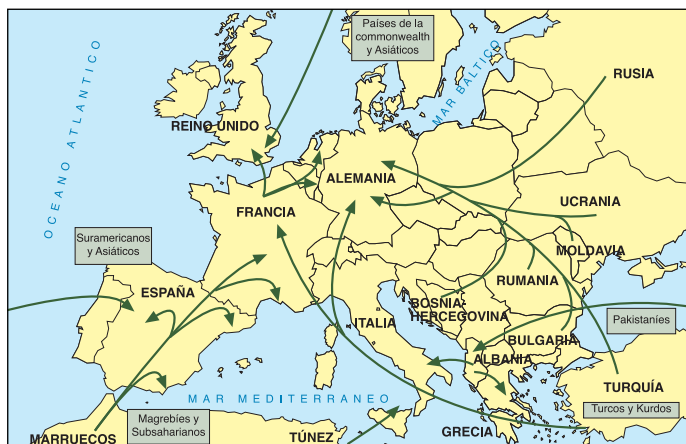 Países de la
commonwealth
y Asiáticos
MAR BÁLTICO
RUSIA
OCEANO ATLANTICO
REINO UNIDO
ALEMANIA
UCRANIA
FRANCIA
Suramericanos
y Asiáticos
MOLDAVIA
RUMANIA
ESPAÑA
BOSNIA-
HERCEGOVINA
Pakistaníes
ITALIA
BULGARIA
ALBANIA
TURQUÍA
MAR MEDITERRANEO
Turcos y Kurdos
Magrebíes y
Subsaharianos
MARRUECOS
TÚNEZ
GRECIA